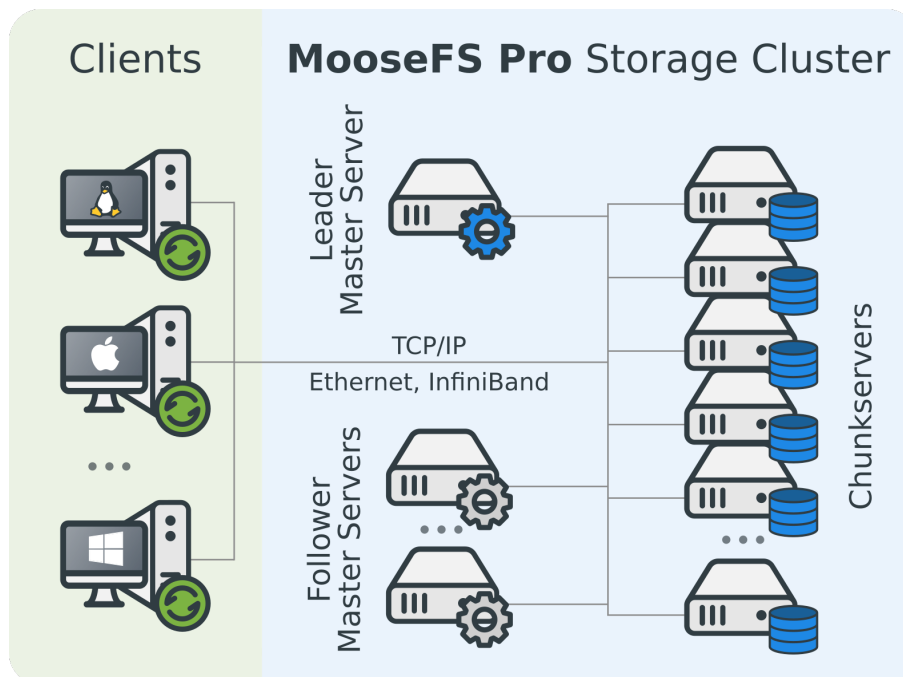 Clients
MooseFS Pro Storage Cluster
Leader
Master Server
TCP/IP
Ethernet, InfiniBand
Follower
Master Servers
Chunkservers